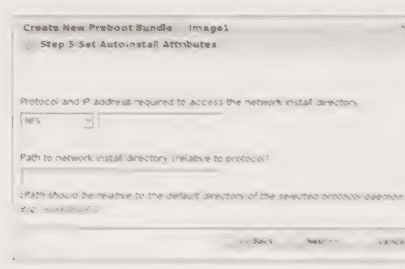 Create New Preboot Bundle Image1
Step 5 Set Autoinstall Attributes
Protocol and IP address required to access the network install directory
NFS
Path to network install directory (relative to protocol)
(Path should be relative to the default directory of the selected protocol daemon
<< Back Next >> Cancel